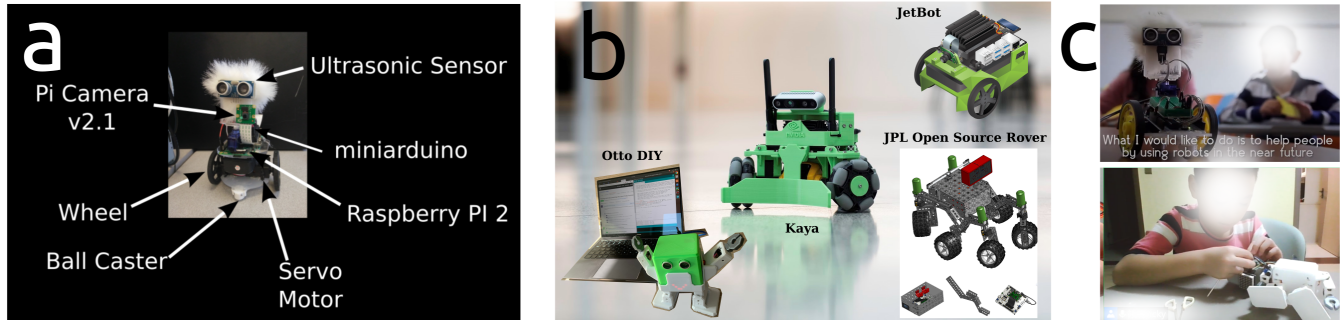 a
Ultrasonic Sensor
Pi Camera
v2.1
miniarduino
Wheel
Raspberry PI 2
Ball Caster
Servo
Motor
b
JetBot
JPL Open Source Rover
Otto DIY
Kaya
c
What I would like to do is to help people
by using robots in the near future